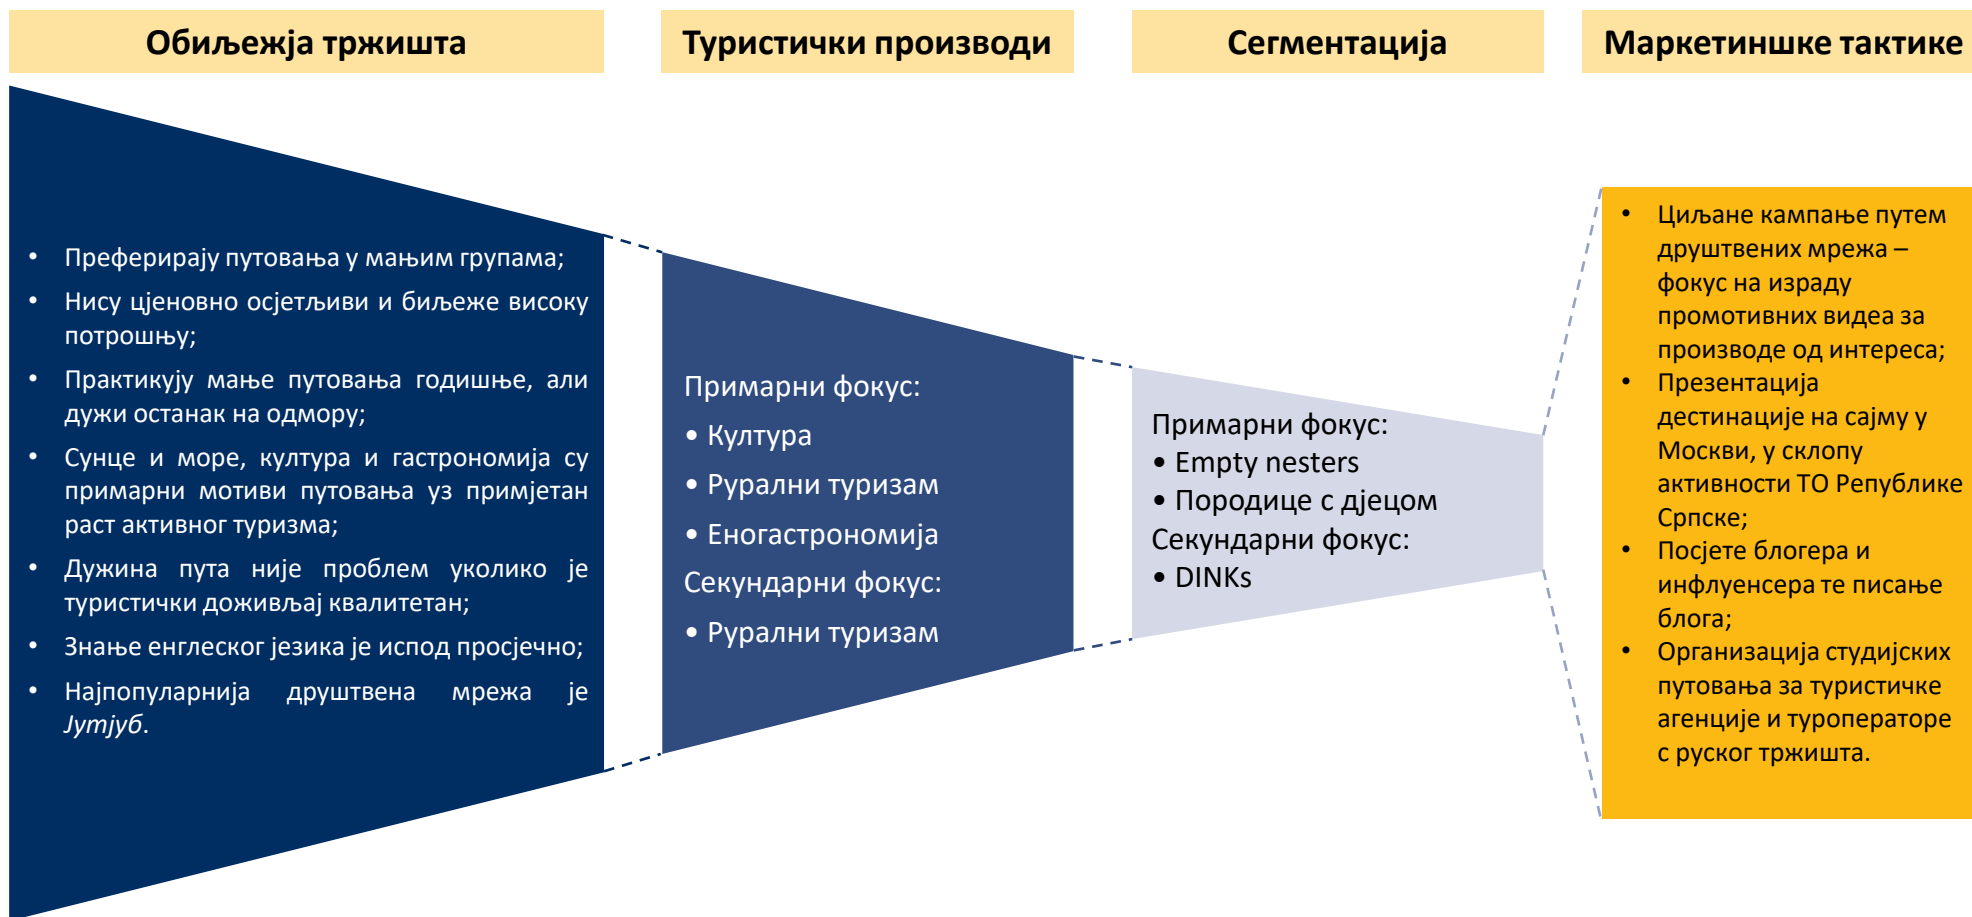 Обиљежја тржишта
• Преферирају путовања у мањим групама;
• Нису цјеновно осјетљиви и биљеже високу
потрошњу;
• Практикују мање путовања годишње, али
дужи останак на одмору;
• Сунце и море, култура и гастрономија су
примарни мотиви путовања уз примјетан
раст активног туризма;
• Дужина пута није проблем уколико је
туристички доживљај квалитетан;
• Знање енглеског језика је испод просјечно;
• Најпопуларнија друштвена мрежа је
Јутјуб.
Туристички производи
Примарни фокус:
• Култура
• Рурални туризам
• Еногастрономија
Секундарни фокус:
• Рурални туризам
Сегментација
Примарни фокус:
• Empty nesters
• Породице с дјецом
Секундарни фокус:
• DINKs
Маркетиншке тактике
• Циљане кампање путем
друштвених мрежа –
фокус на израду
промотивних видеа за
производе од интереса;
• Презентација
дестинације на сајму у
Москви, у склопу
активности ТО Републике
Српске;
• Посјете блогера и
инфлуенсера те писање
блога;
• Организација студијских
путовања за туристичке
агенције и туроператоре
с руског тржишта.